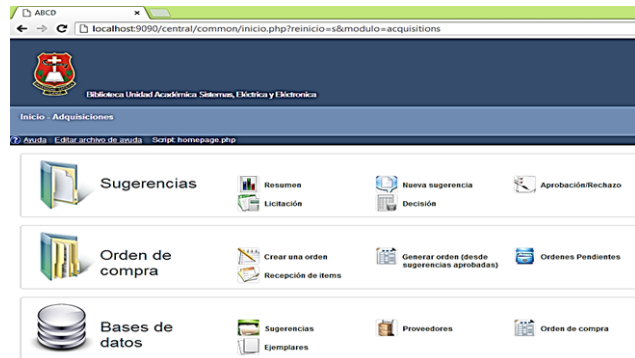 ABCD
localhost:9090/central/common/inicio.php?reinicio=s&modulo=acquisitions
Biblioteca Unidad Académica Sistemas, Eléctrica y Eléctronica
Inicio - Adquisiciones
Ayuda Editar archivo de ayuda Script: homepage.php
Sugerencias
Resumen
Nueva sugerencia
Aprobación/Rechazo
Licitación
Decisión
Orden de
compra
Crear una orden
Generar orden (desde
sugerencias aprobadas)
Ordenes Pendientes
Recepción de items
Bases de
datos
Sugerencias
Proveedores
Orden de compra
Ejemplares